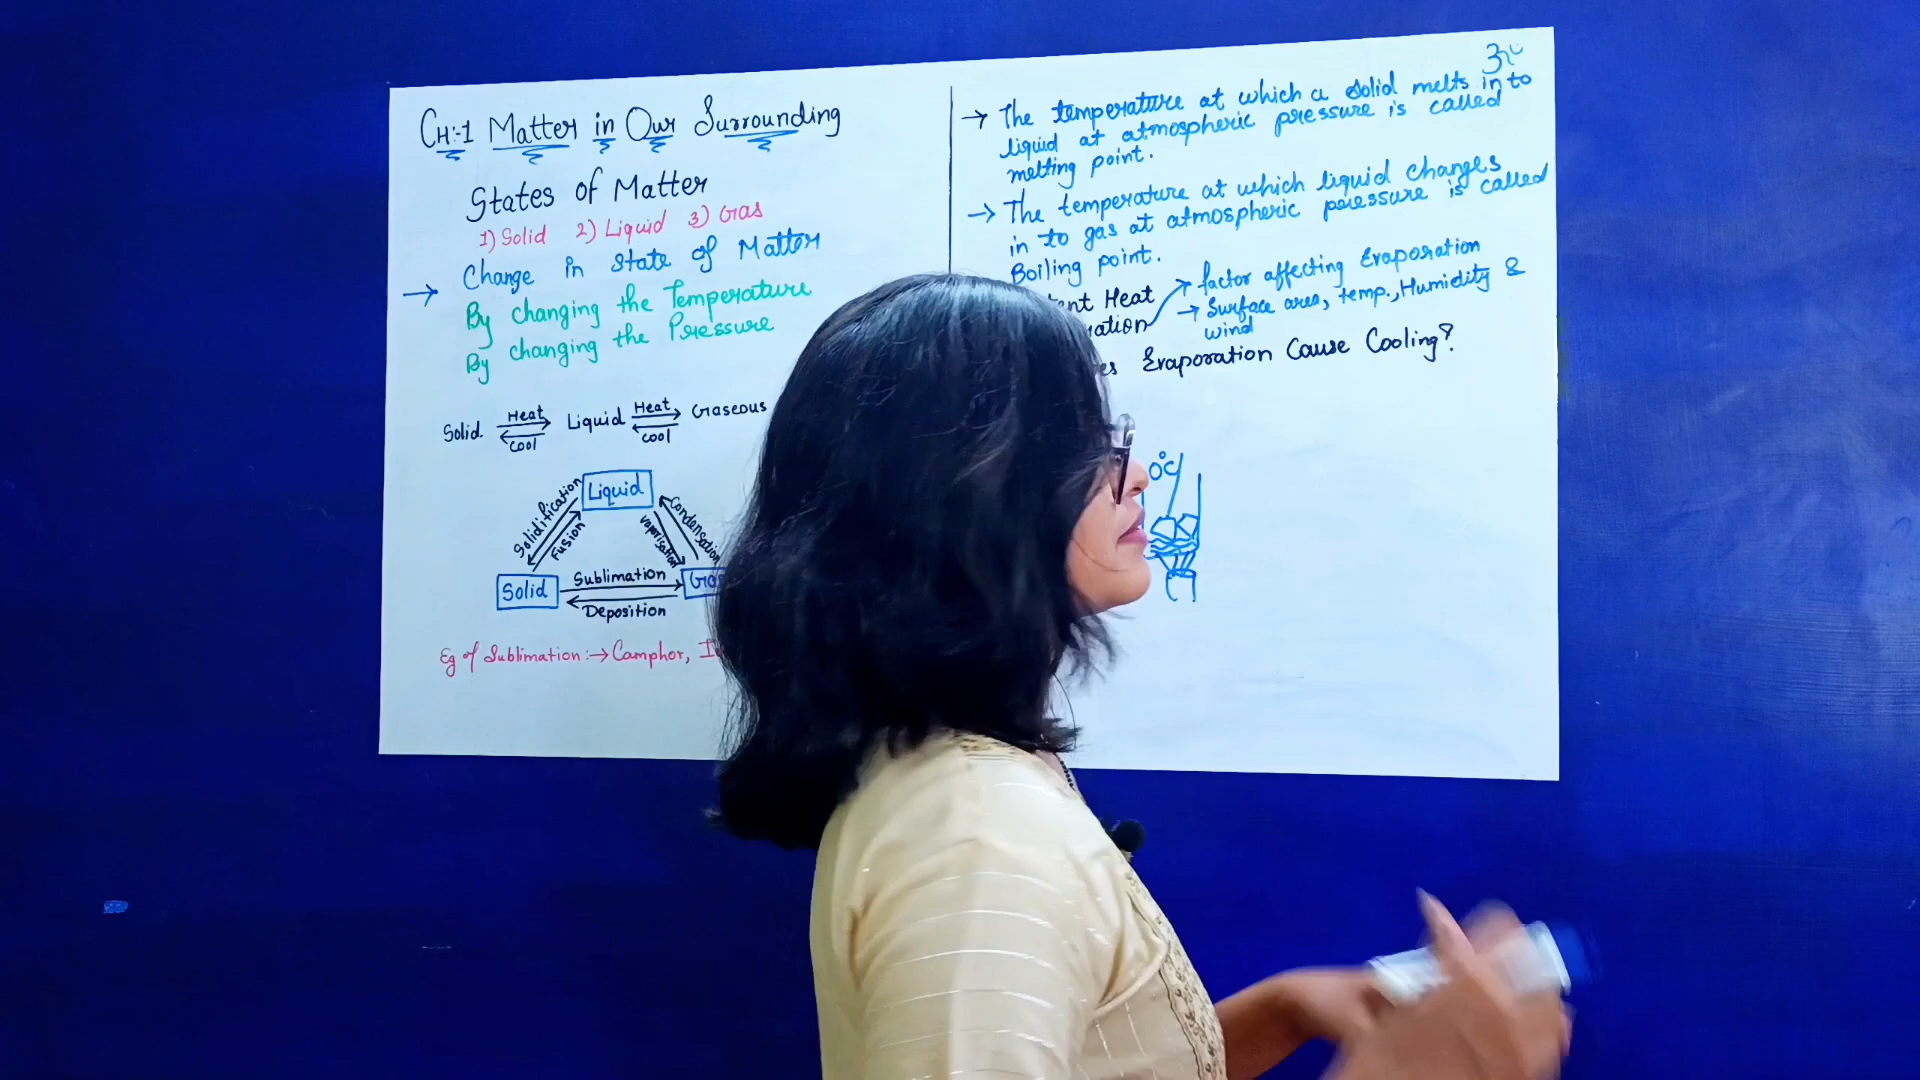 CH:-1 Matter in Our Surrounding
States of Matter
1) Solid 2) Liquid 3) Gas
→ Change in State of Matter
By changing the Temperature
By changing the Pressure
Solid Heat Liquid Heat Gaseous
cool cool
Liquid
Solidification
Fusion
Vaporisation
Condensation
Solid Sublimation
Deposition
Eg of Sublimation :→ Camphor,
→ The temperature at which a solid melts in to
liquid at atmospheric pressure is called
melting point.
→ The temperature at which liquid changes
in to gas at atmospheric pressure is called
Boiling point.
Heat
→ factor affecting Evaporation
→ Surface area, temp., Humidity &
wind
Evaporation Cause Cooling?
0°C